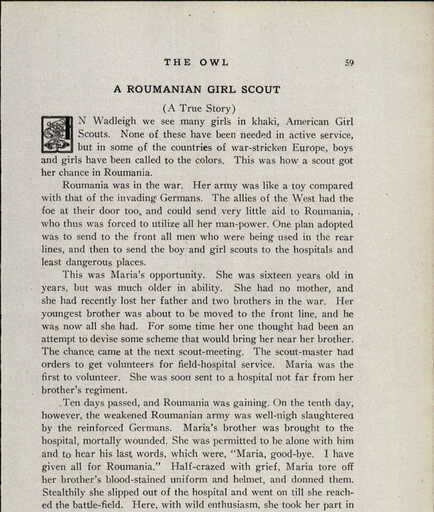 THE OWL 59
A ROUMANIAN GIRL SCOUT
(A True Story)
IN Wadleigh we see many girls in khaki, American Girl
Scouts. None of these have been needed in active service,
but in some of the countries of war-stricken Europe, boys
and girls have been called to the colors. This was how a scout got
her chance in Roumania.
Roumania was in the war. Her army was like a toy compared
with that of the invading Germans. The allies of the West had the
foe at their door too, and could send very little aid to Roumania,
who thus was forced to utilize all her man-power. One plan adopted
was to send to the front all men who were being used in the rear
lines, and then to send the boy and girl scouts to the hospitals and
least dangerous places.
This was Maria's opportunity. She was sixteen years old in
years, but was much older in ability. She had no mother, and
she had recently lost her father and two brothers in the war. Her
youngest brother was about to be moved to the front line, and he
was now all she had. For some time her one thought had been an
attempt to devise some scheme that would bring her near her brother.
The chance came at the next scout-meeting. The scout-master had
orders to get volunteers for field-hospital service. Maria was the
first to volunteer. She was soon sent to a hospital not far from her
brother's regiment.
Ten days passed, and Roumania was gaining. On the tenth day,
however, the weakened Roumanian army was well-nigh slaughtered
by the reinforced Germans. Maria's brother was brought to the
hospital, mortally wounded. She was permitted to be alone with him
and to hear his last words, which were, "Maria, good-bye. I have
given all for Roumania." Half-crazed with grief, Maria tore off
her brother's blood-stained uniform and helmet, and donned them.
Stealthily she slipped out of the hospital and went on till she reach-
ed the battle-field. Here, with wild enthusiasm, she took her part in